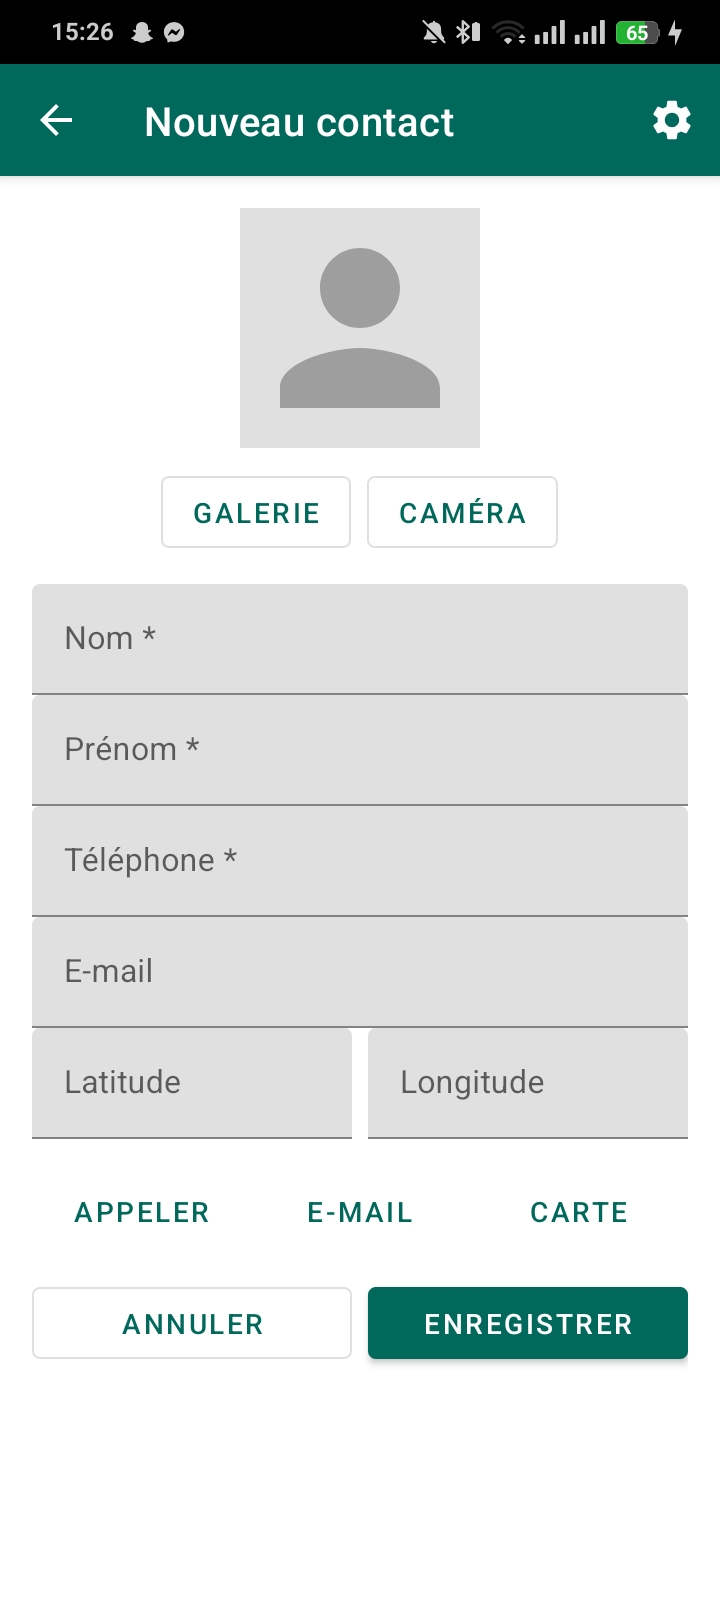 15:26 65
Nouveau contact
GALERIE CAMÉRA
Nom *
Prénom *
Téléphone *
E-mail
Latitude Longitude
APPELER E-MAIL CARTE
ANNULER ENREGISTRER